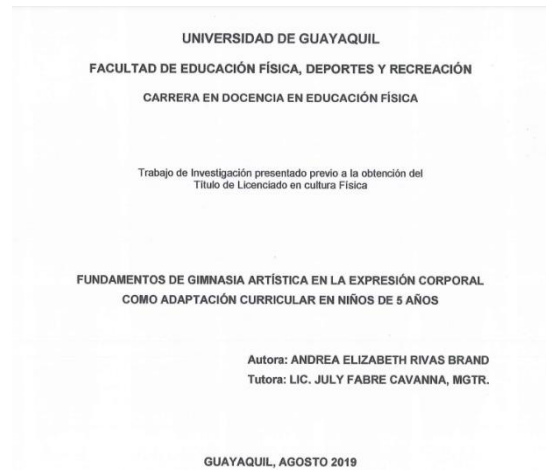 UNIVERSIDAD DE GUAYAQUIL
FACULTAD DE EDUCACIÓN FÍSICA, DEPORTES Y RECREACIÓN
CARRERA EN DOCENCIA EN EDUCACIÓN FÍSICA
Trabajo de Investigación presentado previo a la obtención del
Título de Licenciado en cultura Física
FUNDAMENTOS DE GIMNASIA ARTÍSTICA EN LA EXPRESIÓN CORPORAL
COMO ADAPTACIÓN CURRICULAR EN NIÑOS DE 5 AÑOS
Autora: ANDREA ELIZABETH RIVAS BRAND
Tutora: LIC. JULY FABRE CAVANNA, MGTR.
GUAYAQUIL, AGOSTO 2019